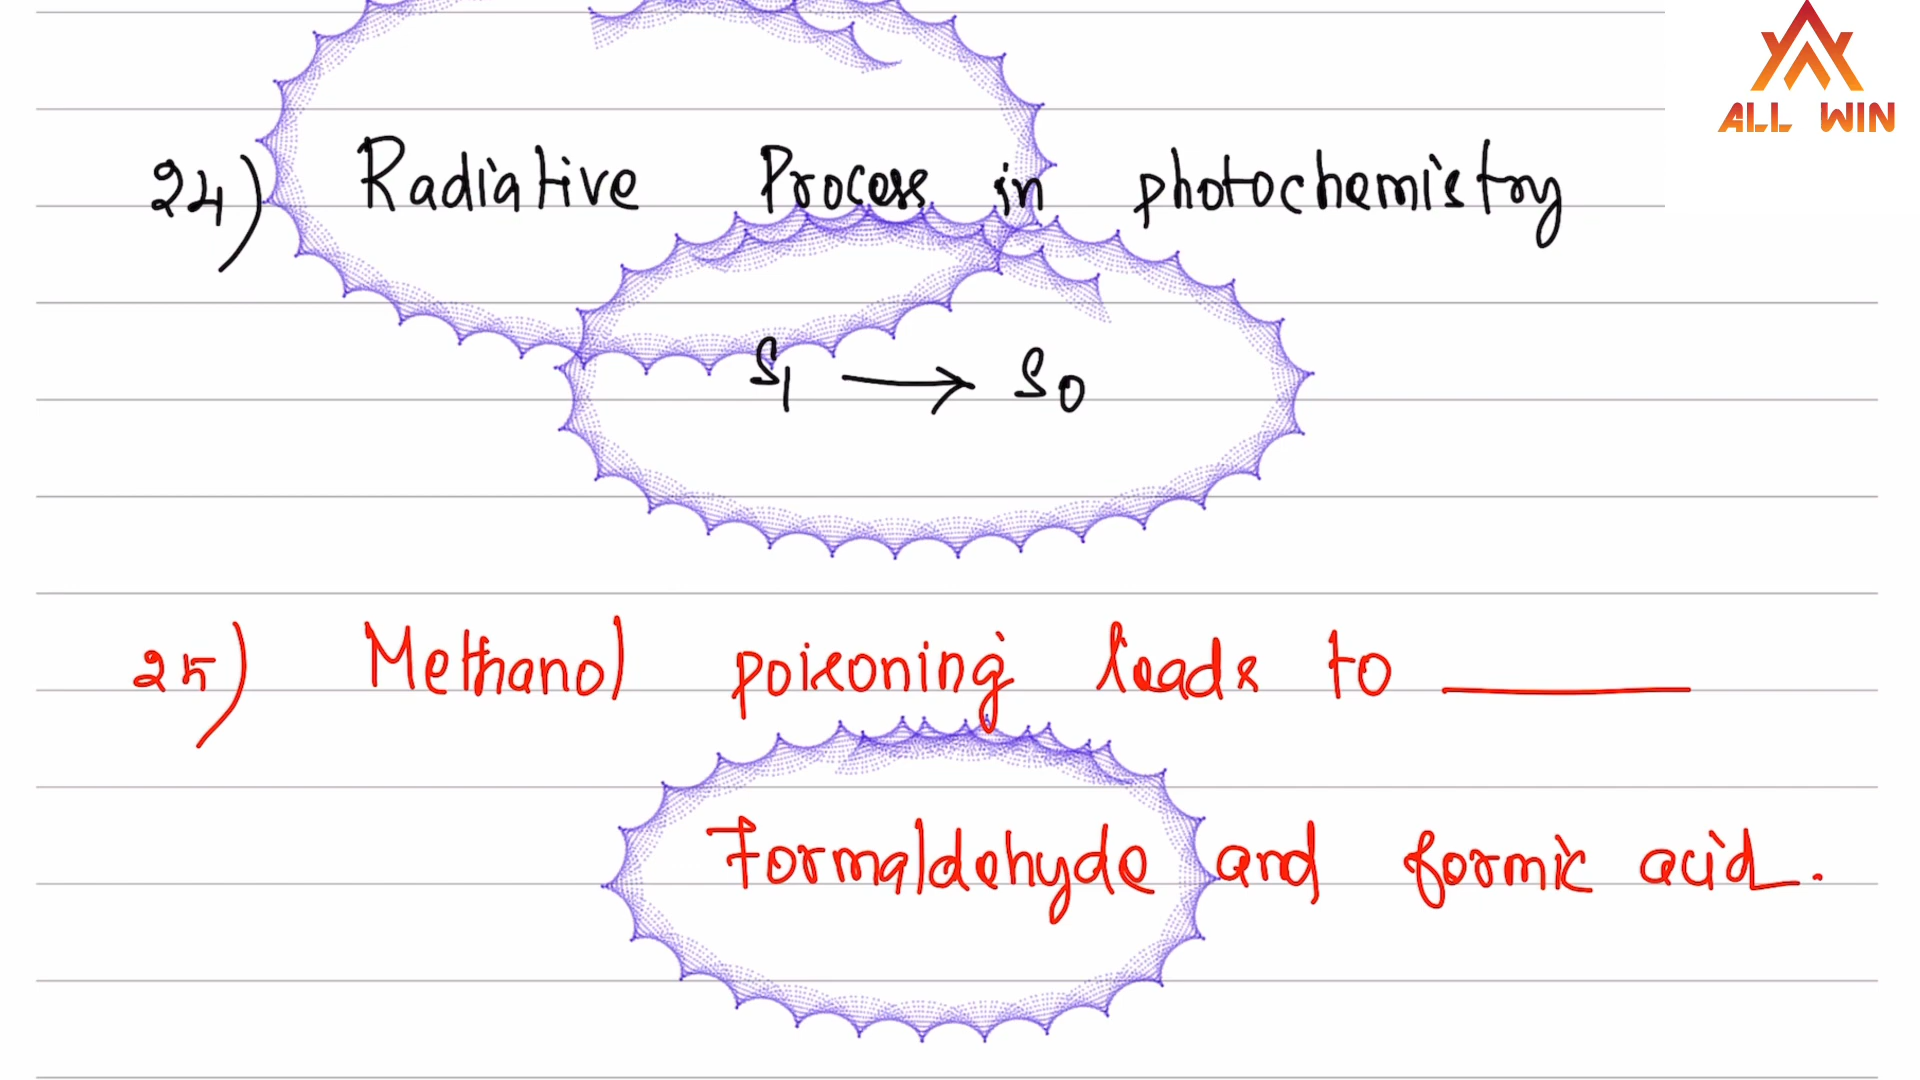 ALL WIN
24) Radiative Process in photochemistry
S1 → S0
25) Methanol poisoning leads to ______
Formaldehyde and formic acid.